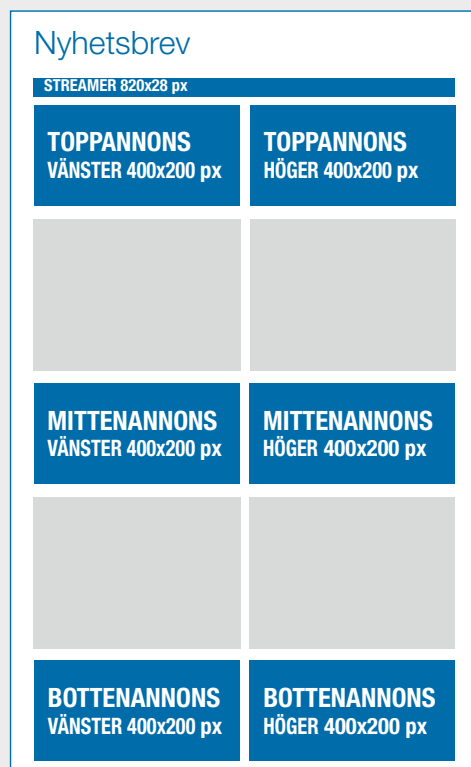 Nyhetsbrev
STREAMER 820x28 px
TOPPANNONS
VÄNSTER 400x200 px
TOPPANNONS
HÖGER 400x200 px
MITTENANNONS
VÄNSTER 400x200 px
MITTENANNONS
HÖGER 400x200 px
BOTTENANNONS
VÄNSTER 400x200 px
BOTTENANNONS
HÖGER 400x200 px